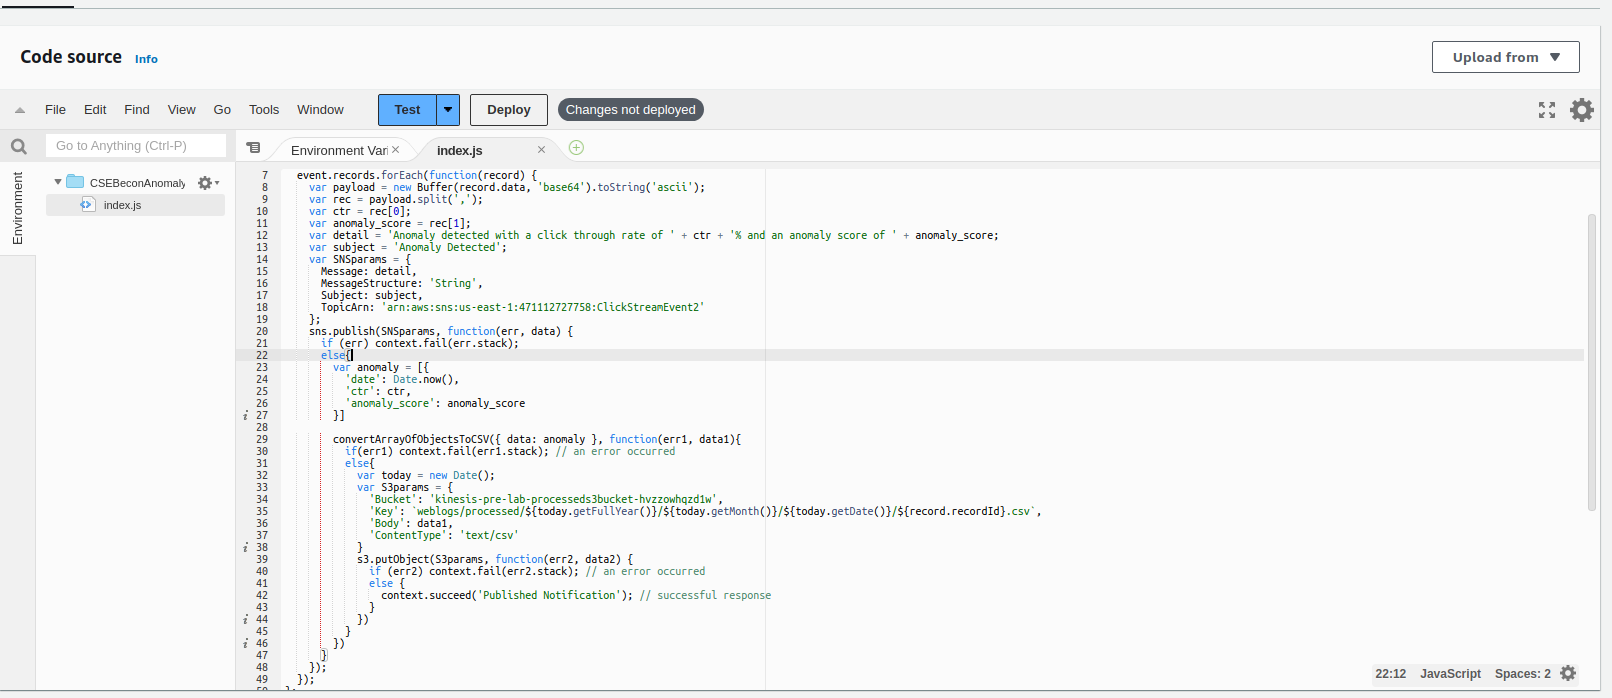 Code source Info
Upload from
File Edit Find View Go Tools Window Test Deploy Changes not deployed
Go to Anything (Ctrl-P)
Environment Vari × index.js ×
Environment
CSEBeconAnomaly
index.js
7 event.records.forEach(function(record) {
8 var payload = new Buffer(record.data, 'base64').toString('ascii');
9 var rec = payload.split(',');
10 var ctr = rec[0];
11 var anomaly_score = rec[1];
12 var detail = 'Anomaly detected with a click through rate of ' + ctr + '% and an anomaly score of ' + anomaly_score;
13 var subject = 'Anomaly Detected';
14 var SNSparams = {
15 Message: detail,
16 MessageStructure: 'String',
17 Subject: subject,
18 TopicArn: 'arn:aws:sns:us-east-1:471112727758:ClickStreamEvent2'
19 };
20 sns.publish(SNSparams, function(err, data) {
21 if (err) context.fail(err.stack);
22 else{
23 var anomaly = [{
24 'date': Date.now(),
25 'ctr': ctr,
26 'anomaly_score': anomaly_score
i 27 }]
28
29 convertArrayOfObjectsToCSV({ data: anomaly }, function(err1, data1){
30 if(err1) context.fail(err1.stack); // an error occurred
31 else{
32 var today = new Date();
33 var S3params = {
34 'Bucket': 'kinesis-pre-lab-processeds3bucket-hvzzowhqzd1w',
35 'Key': `weblogs/processed/${today.getFullYear()}/${today.getMonth()}/${today.getDate()}/${record.recordId}.csv`,
36 'Body': data1,
37 'ContentType': 'text/csv'
i 38 }
39 s3.putObject(S3params, function(err2, data2) {
40 if (err2) context.fail(err2.stack); // an error occurred
41 else {
42 context.succeed('Published Notification'); // successful response
43 }
i 44 })
45 }
i 46 })
47 }
48 });
49 });
22:12 JavaScript Spaces: 2